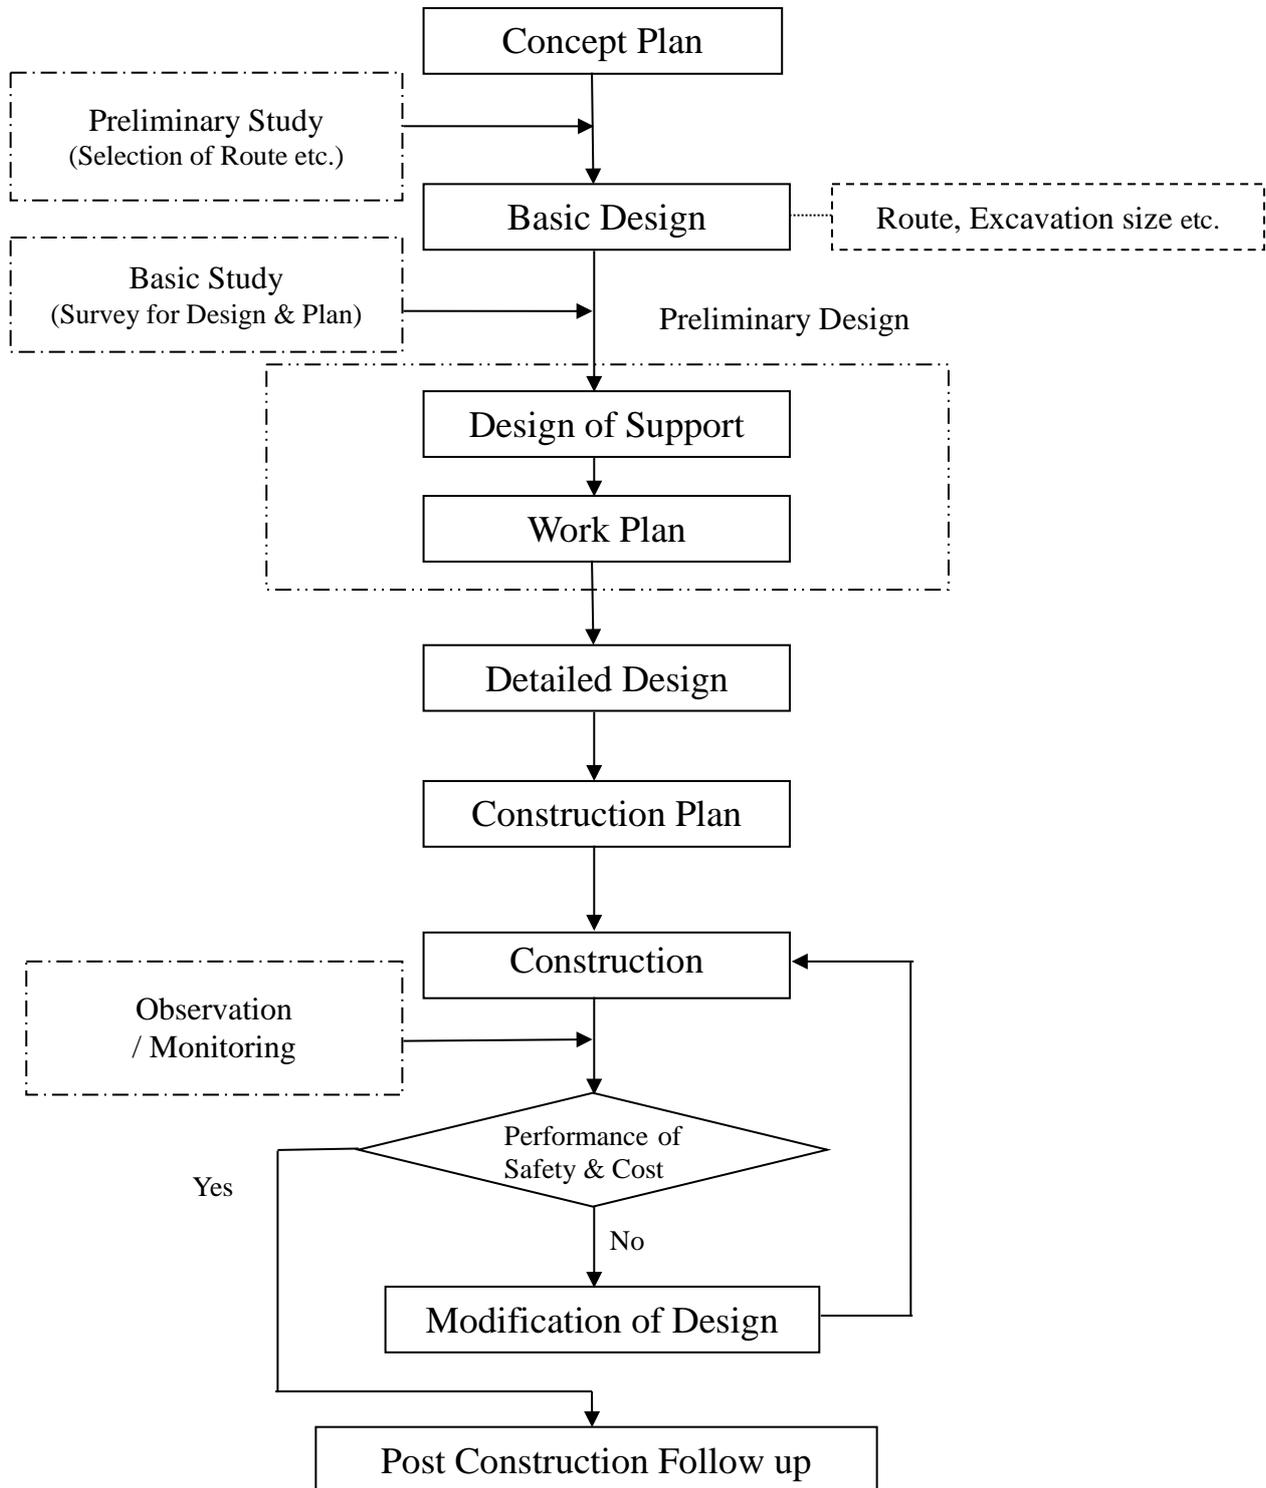 Concept Plan
Preliminary Study
(Selection of Route etc.)
Basic Design
Route, Excavation size etc.
Basic Study
(Survey for Design & Plan)
Preliminary Design
Design of Support
Work Plan
Detailed Design
Construction Plan
Construction
Observation
/ Monitoring
Performance of
Safety & Cost
Yes
No
Modification of Design
Post Construction Follow up